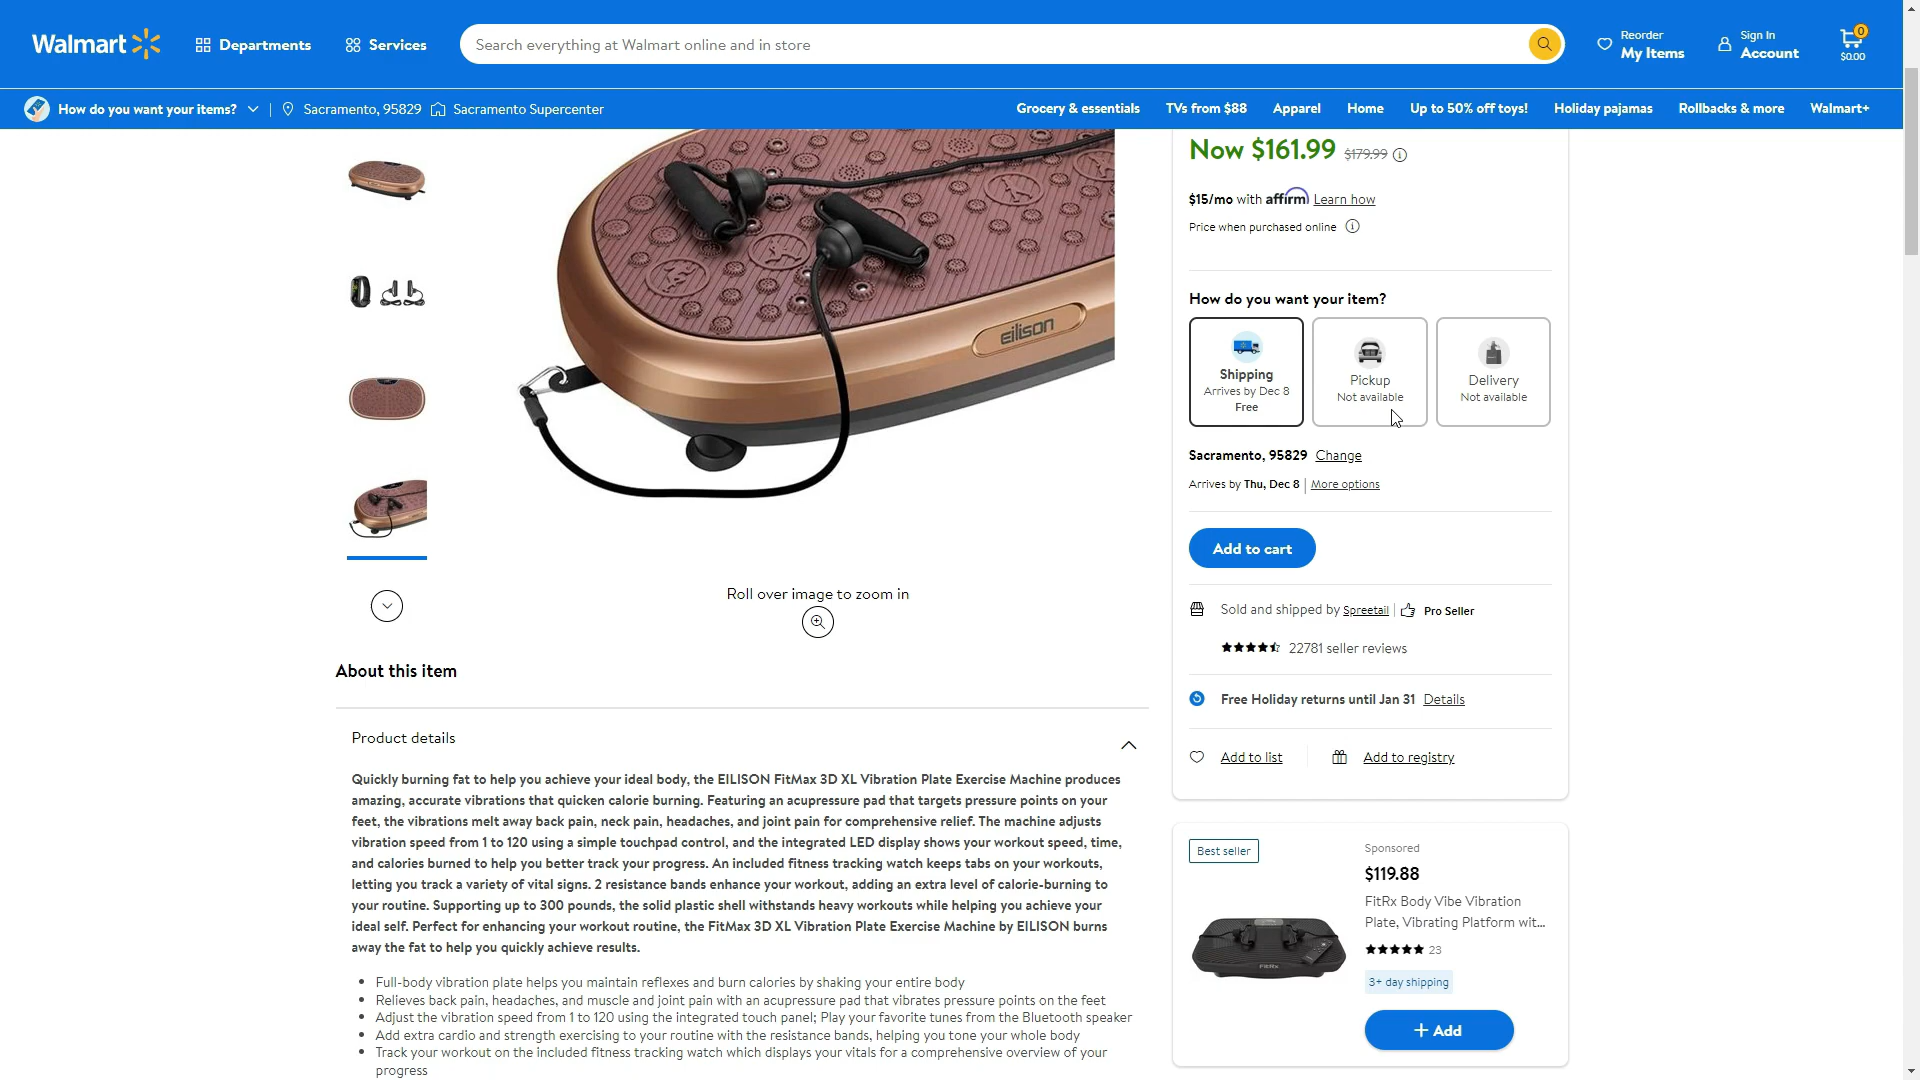 Walmart
Departments
Services
Search everything at Walmart online and in store
Reorder
My Items
Sign In
Account
0
$0.00
How do you want your items?
Sacramento, 95829
Sacramento Supercenter
Grocery & essentials
TVs from $88
Apparel
Home
Up to 50% off toys!
Holiday pajamas
Rollbacks & more
Walmart+
eilison
Roll over image to zoom in
Now $161.99 $179.99
$15/mo with affirm Learn how
Price when purchased online
How do you want your item?
Shipping
Arrives by Dec 8
Free
Pickup
Not available
Delivery
Not available
Sacramento, 95829 Change
Arrives by Thu, Dec 8 | More options
Add to cart
Sold and shipped by Spreetail | Pro Seller
22781 seller reviews
Free Holiday returns until Jan 31 Details
Add to list
Add to registry
About this item
Product details
Quickly burning fat to help you achieve your ideal body, the EILISON FitMax 3D XL Vibration Plate Exercise Machine produces
amazing, accurate vibrations that quicken calorie burning. Featuring an acupressure pad that targets pressure points on your
feet, the vibrations melt away back pain, neck pain, headaches, and joint pain for comprehensive relief. The machine adjusts
vibration speed from 1 to 120 using a simple touchpad control, and the integrated LED display shows your workout speed, time,
and calories burned to help you better track your progress. An included fitness tracking watch keeps tabs on your workouts,
letting you track a variety of vital signs. 2 resistance bands enhance your workout, adding an extra level of calorie-burning to
your routine. Supporting up to 300 pounds, the solid plastic shell withstands heavy workouts while helping you achieve your
ideal self. Perfect for enhancing your workout routine, the FitMax 3D XL Vibration Plate Exercise Machine by EILISON burns
away the fat to help you quickly achieve results.
• Full-body vibration plate helps you maintain reflexes and burn calories by shaking your entire body
• Relieves back pain, headaches, and muscle and joint pain with an acupressure pad that vibrates pressure points on the feet
• Adjust the vibration speed from 1 to 120 using the integrated touch panel; Play your favorite tunes from the Bluetooth speaker
• Add extra cardio and strength exercising to your routine with the resistance bands, helping you tone your whole body
• Track your workout on the included fitness tracking watch which displays your vitals for a comprehensive overview of your
progress
Best seller
FitRx
Sponsored
$119.88
FitRx Body Vibe Vibration
Plate, Vibrating Platform wit...
23
3+ day shipping
+ Add